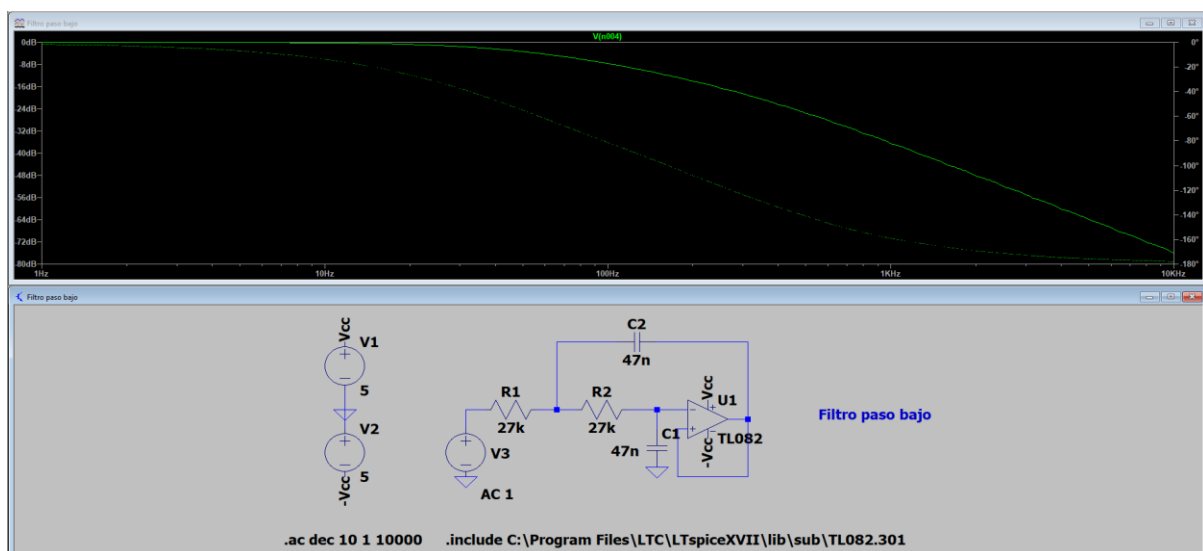 Filtro paso bajo
V(n004)
0dB
-8dB
-16dB
-24dB
-32dB
-40dB
-48dB
-56dB
-64dB
-72dB
-80dB
0°
-20°
-40°
-60°
-80°
-100°
-120°
-140°
-160°
-180°
1Hz 10Hz 100Hz 1KHz 10KHz
Filtro paso bajo
Vcc
V1
5
V2
5
-Vcc
C2
47n
R1
27k
R2
27k
V3
AC 1
C1
47n
Vcc
U1
TL082
-Vcc
Filtro paso bajo
.ac dec 10 1 10000 .include C:\Program Files\LTC\LTspiceXVII\lib\sub\TL082.301